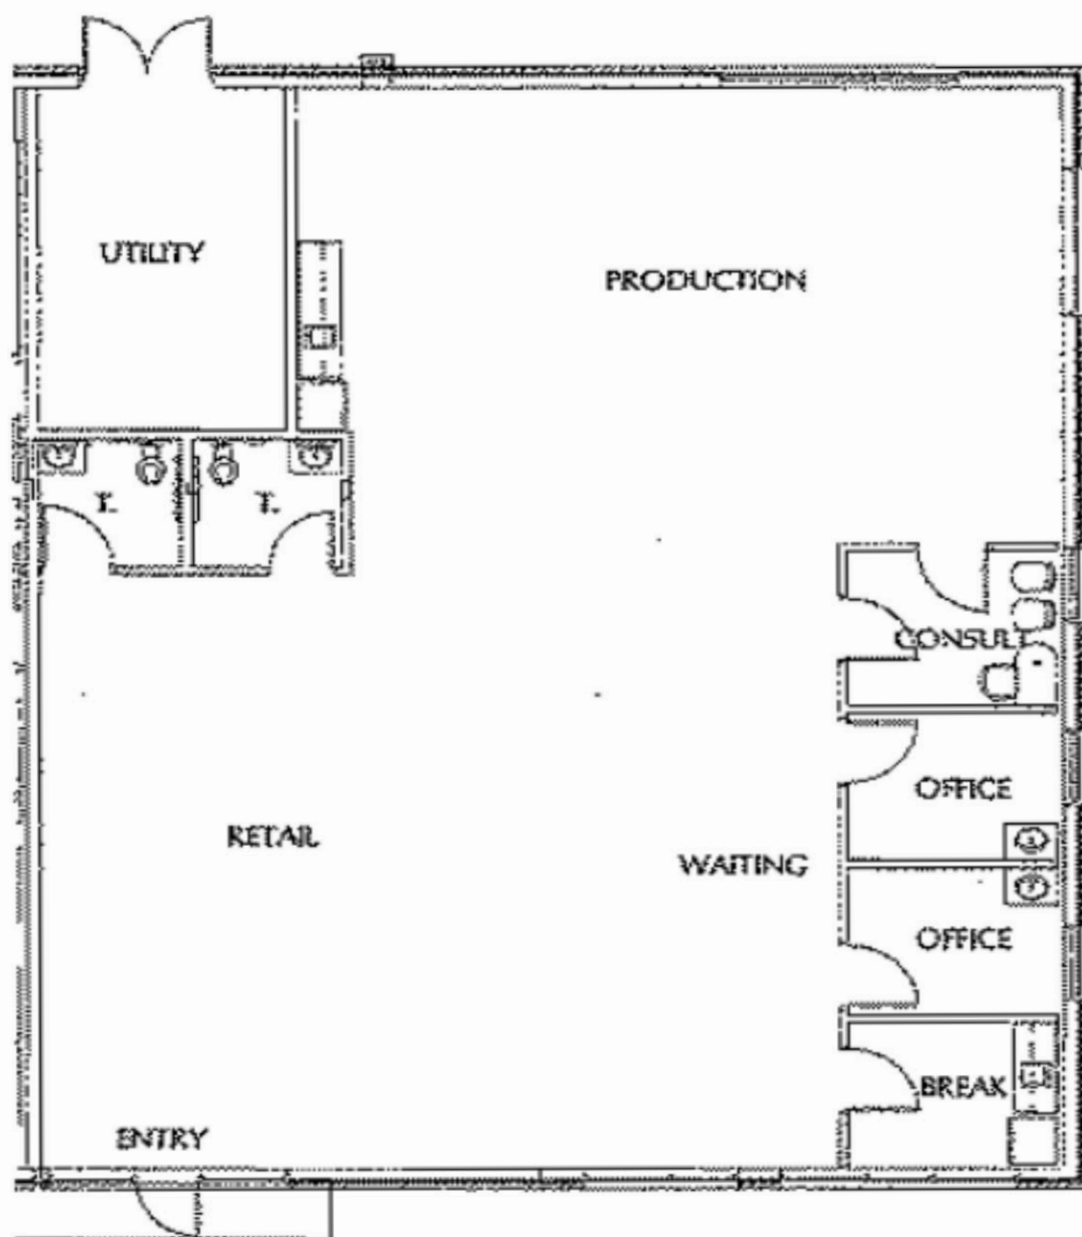 UTILITY
PRODUCTION
T.
T.
CONSULT
OFFICE
RETAIL
WAITING
OFFICE
BREAK
ENTRY